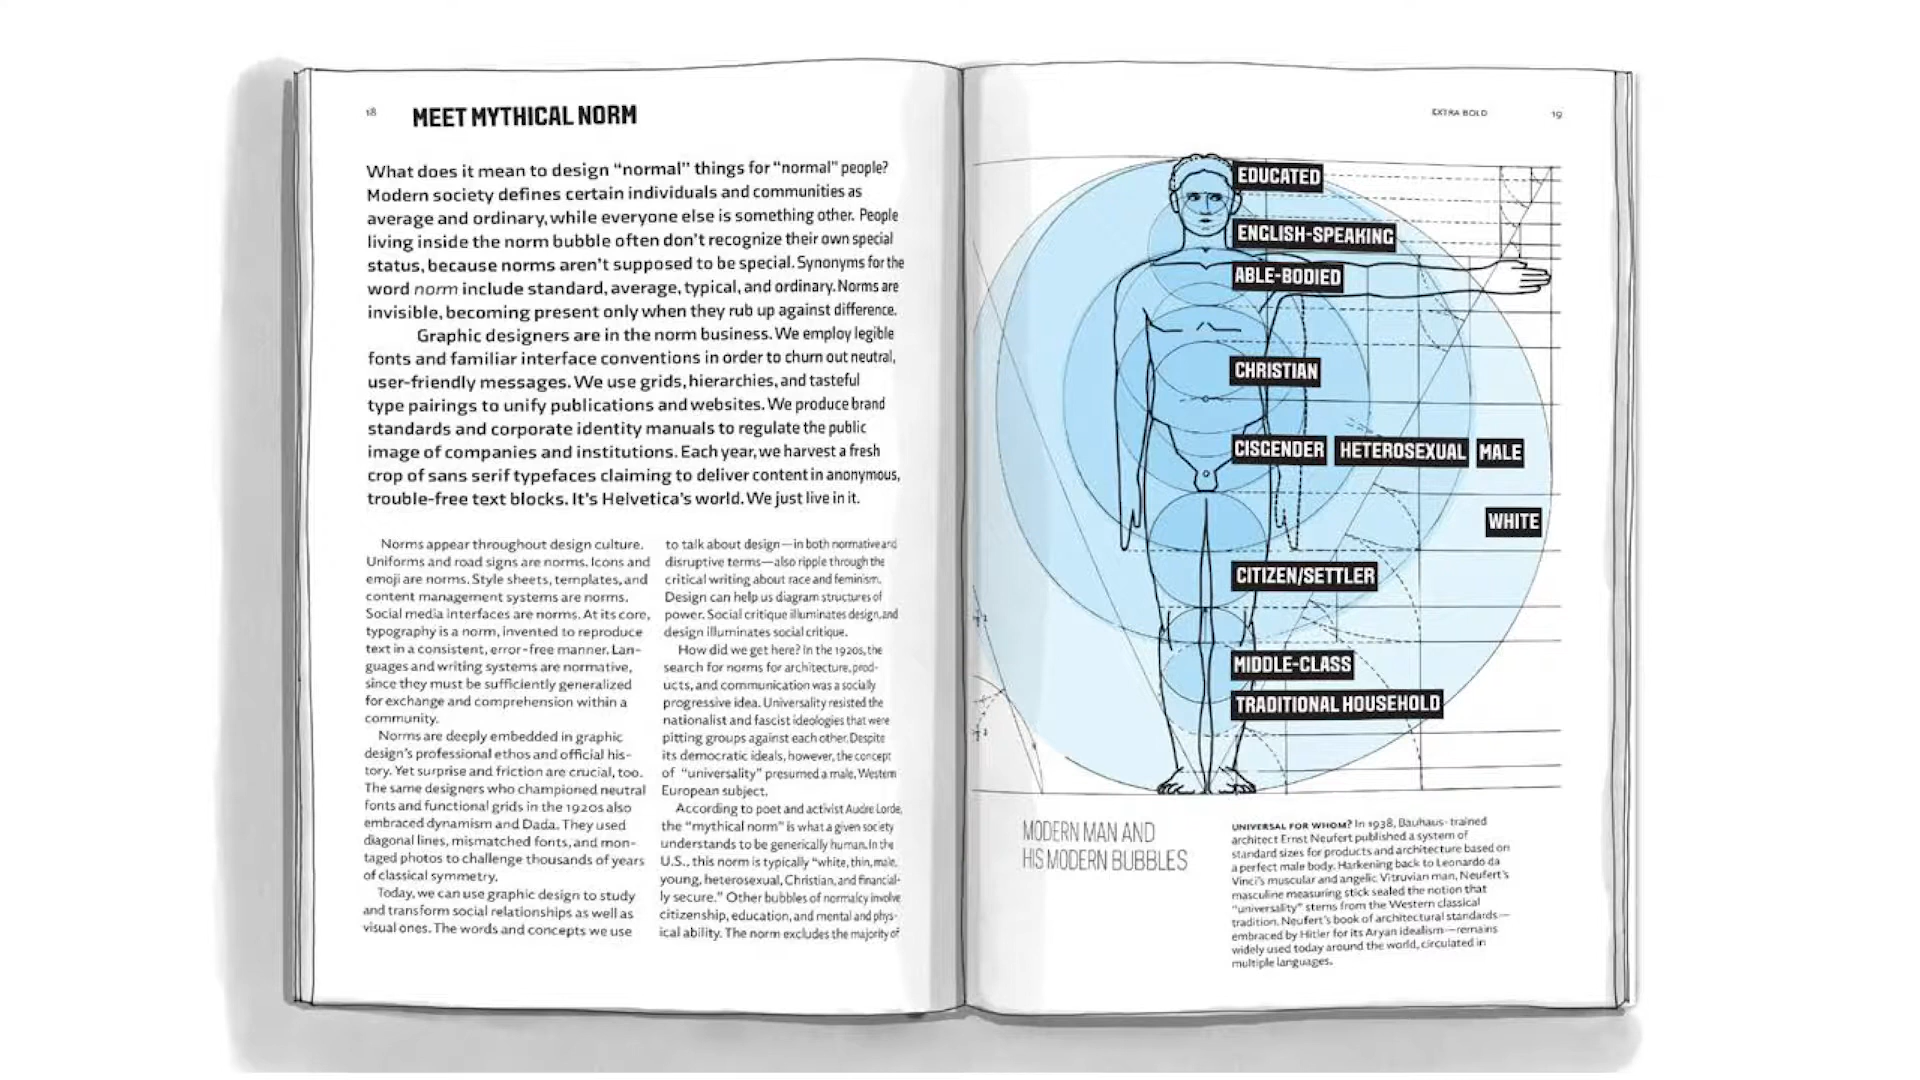 18
MEET MYTHICAL NORM
What does it mean to design “normal” things for “normal” people?
Modern society defines certain individuals and communities as
average and ordinary, while everyone else is something other. People
living inside the norm bubble often don’t recognize their own special
status, because norms aren’t supposed to be special. Synonyms for the
word norm include standard, average, typical, and ordinary. Norms are
invisible, becoming present only when they rub up against difference.
Graphic designers are in the norm business. We employ legible
fonts and familiar interface conventions in order to churn out neutral,
user-friendly messages. We use grids, hierarchies, and tasteful
type pairings to unify publications and websites. We produce brand
standards and corporate identity manuals to regulate the public
image of companies and institutions. Each year, we harvest a fresh
crop of sans serif typefaces claiming to deliver content in anonymous,
trouble-free text blocks. It’s Helvetica’s world. We just live in it.
Norms appear throughout design culture.
Uniforms and road signs are norms. Icons and
emoji are norms. Style sheets, templates, and
content management systems are norms.
Social media interfaces are norms. At its core,
typography is a norm, invented to reproduce
text in a consistent, error-free manner. Lan-
guages and writing systems are normative,
since they must be sufficiently generalized
for exchange and comprehension within a
community.
Norms are deeply embedded in graphic
design’s professional ethos and official his-
tory. Yet surprise and friction are crucial, too.
The same designers who championed neutral
fonts and functional grids in the 1920s also
embraced dynamism and Dada. They used
diagonal lines, mismatched fonts, and mon-
taged photos to challenge thousands of years
of classical symmetry.
Today, we can use graphic design to study
and transform social relationships as well as
visual ones. The words and concepts we use
to talk about design—in both normative and
disruptive terms—also ripple through the
critical writing about race and feminism.
Design can help us diagram structures of
power. Social critique illuminates design, and
design illuminates social critique.
How did we get here? In the 1920s, the
search for norms for architecture, prod-
ucts, and communication was a socially
progressive idea. Universality resisted the
nationalist and fascist ideologies that were
pitting groups against each other. Despite
its democratic ideals, however, the concept
of “universality” presumed a male, Western
European subject.
According to poet and activist Audre Lorde,
the “mythical norm” is what a given society
understands to be generically human. In the
U.S., this norm is typically “white, thin, male,
young, heterosexual, Christian, and financial-
ly secure.” Other bubbles of normalcy involve
citizenship, education, and mental and phys-
ical ability. The norm excludes the majority of
EXTRA BOLD
19
EDUCATED
ENGLISH-SPEAKING
ABLE-BODIED
CHRISTIAN
CISGENDER HETEROSEXUAL MALE
WHITE
CITIZEN/SETTLER
MIDDLE-CLASS
TRADITIONAL HOUSEHOLD
MODERN MAN AND
HIS MODERN BUBBLES
UNIVERSAL FOR WHOM? In 1938, Bauhaus-trained
architect Ernst Neufert published a system of
standard sizes for products and architecture based on
a perfect male body. Harkening back to Leonardo da
Vinci’s muscular and angelic Vitruvian man, Neufert’s
masculine measuring stick sealed the notion that
“universality” stems from the Western classical
tradition. Neufert’s book of architectural standards—
embraced by Hitler for its Aryan idealism—remains
widely used today around the world, circulated in
multiple languages.